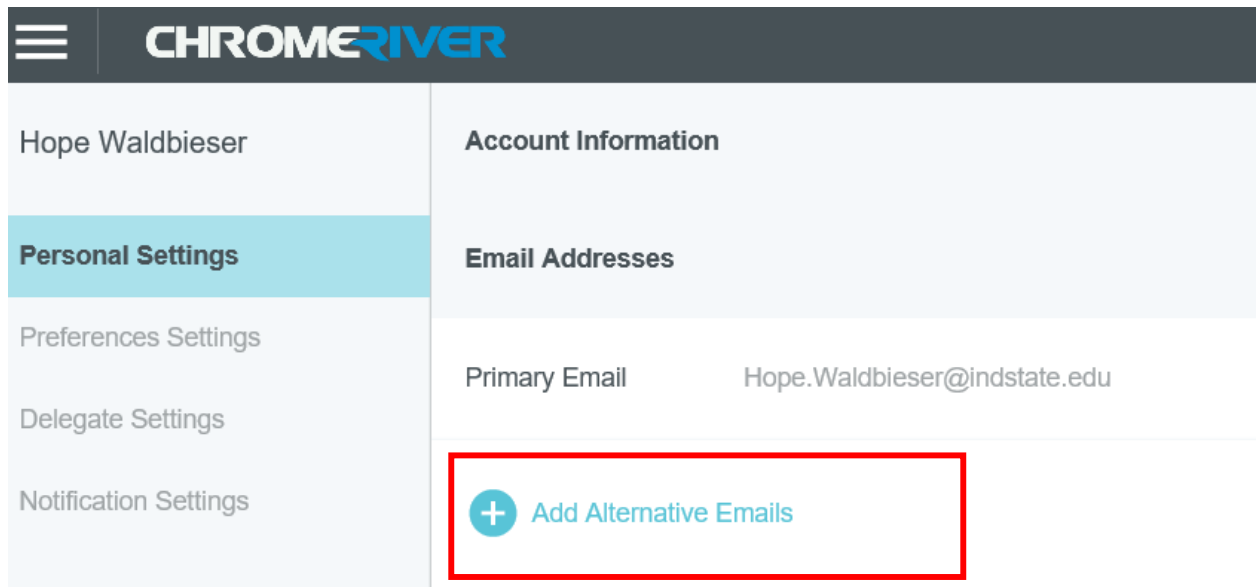 CHROMERIVER
Hope Waldbieser
Personal Settings
Preferences Settings
Delegate Settings
Notification Settings
Account Information
Email Addresses
Primary Email Hope.Waldbieser@indstate.edu
Add Alternative Emails